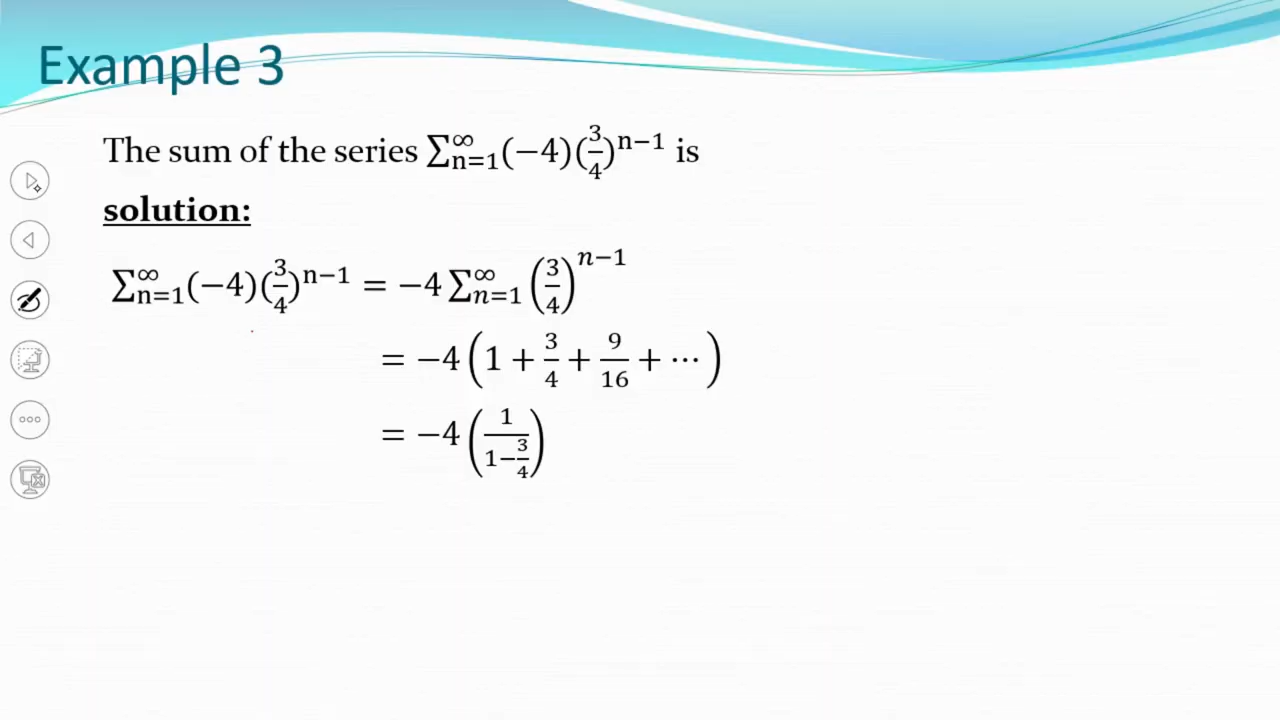 Example 3
The sum of the series ∑_{n=1}^{∞}(−4)(3/4)^{n−1} is
solution:
∑_{n=1}^{∞}(−4)(3/4)^{n−1} = −4 ∑_{n=1}^{∞} (3/4)^{n−1}
= −4 (1 + 3/4 + 9/16 + ⋯)
= −4 (1/(1−3/4))